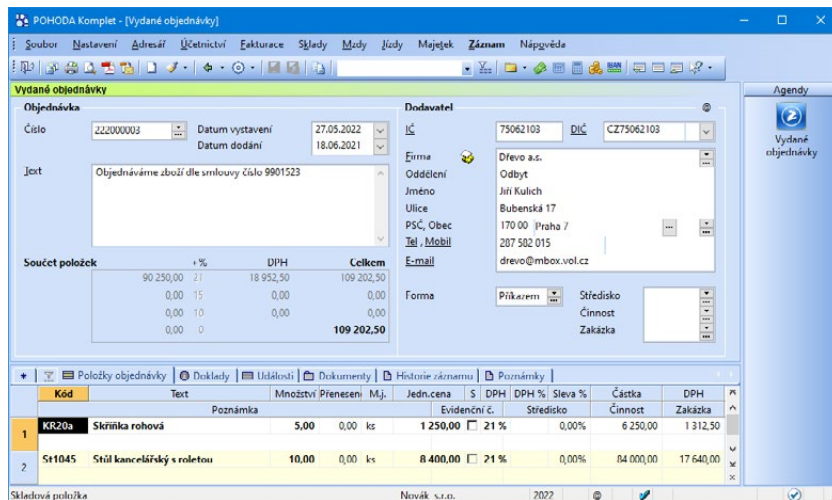 POHODA Komplet - [Vydané objednávky]
Soubor Nastavení Adresář Účetnictví Fakturace Sklady Mzdy Jízdy Majetek Záznam Nápověda
Vydané objednávky
Agendy
Objednávka
Dodavatel
Číslo 222000003 Datum vystavení 27.05.2022
IČ 75062103 DIČ CZ75062103
Datum dodání 18.06.2021
Vydané objednávky
Firma Dřevo a.s.
Text Objednáváme zboží dle smlouvy číslo 9901523
Oddělení Odbyt
Jméno Jiří Kulich
Ulice Bubenská 17
PSČ, Obec 170 00 Praha 7
Tel , Mobil 287 582 015
E-mail drevo@mbox.vol.cz
Součet položek % DPH Celkem
90 250,00 21 18 952,50 109 202,50
0,00 15 0,00 0,00
0,00 10 0,00 0,00
0,00 0 109 202,50
Forma Příkazem Středisko
Činnost
Zakázka
Položky objednávky Doklady Události Dokumenty Historie záznamu Poznámky
Kód Text Množství Přenesen M.j. Jedn.cena S DPH DPH % Sleva % Částka DPH
Poznámka Evidenční č. Středisko Činnost Zakázka
1 KR20a Skříňka rohová 5,00 0,00 ks 1 250,00 21 % 0,00% 6 250,00 1 312,50
2 St1045 Stůl kancelářský s roletou 10,00 0,00 ks 8 400,00 21 % 0,00% 84 000,00 17 640,00
Skladová položka Novák s.r.o. 2022 @